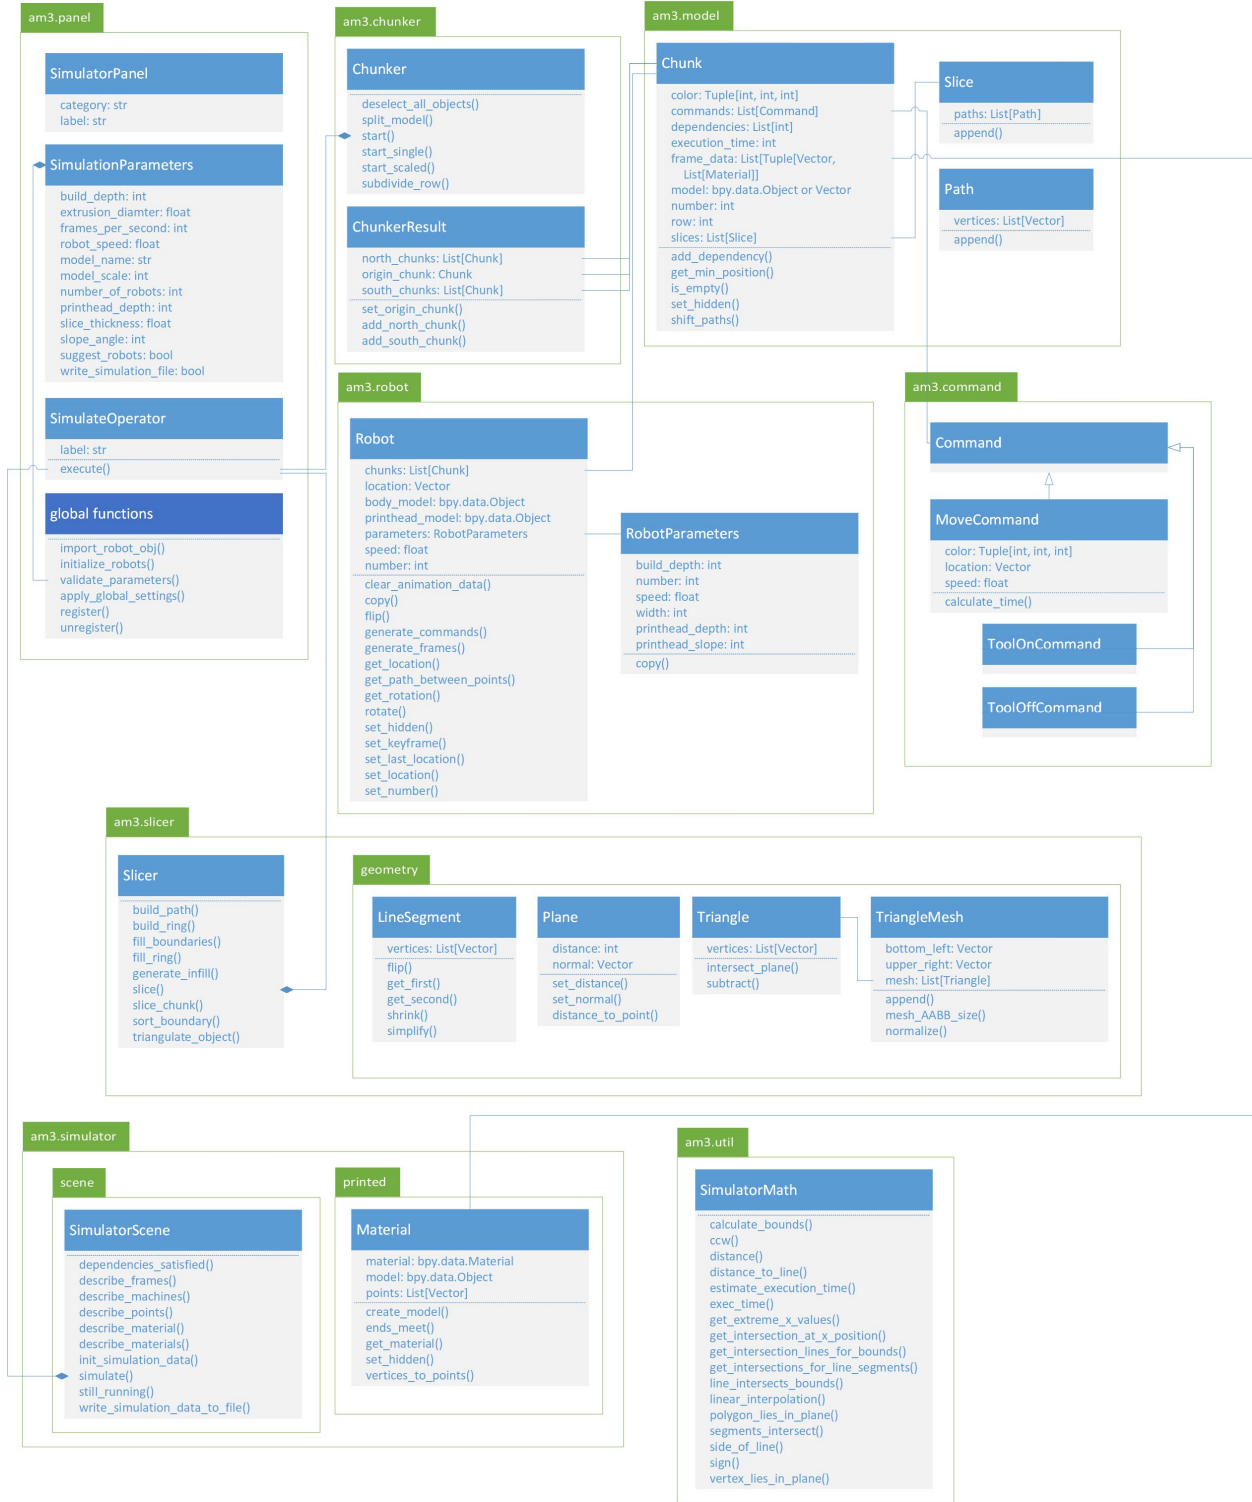 am3.panel
SimulatorPanel
category: str
label: str
SimulationParameters
build_depth: int
extrusion_diamter: float
frames_per_second: int
robot_speed: float
model_name: str
model_scale: int
number_of_robots: int
printhead_depth: int
slice_thickness: float
slope_angle: int
suggest_robots: bool
write_simulation_file: bool
SimulateOperator
label: str
execute()
global functions
import_robot_obj()
initialize_robots()
validate_parameters()
apply_global_settings()
register()
unregister()
am3.chunker
Chunker
deselect_all_objects()
split_model()
start()
start_single()
start_scaled()
subdivide_row()
ChunkerResult
north_chunks: List[Chunk]
origin_chunk: Chunk
south_chunks: List[Chunk]
set_origin_chunk()
add_north_chunk()
add_south_chunk()
am3.model
Chunk
color: Tuple[int, int, int]
commands: List[Command]
dependencies: List[int]
execution_time: int
frame_data: List[Tuple[Vector,
List[Material]]
model: bpy.data.Object or Vector
number: int
row: int
slices: List[Slice]
add_dependency()
get_min_position()
is_empty()
set_hidden()
shift_paths()
Slice
paths: List[Path]
append()
Path
vertices: List[Vector]
append()
am3.robot
Robot
chunks: List[Chunk]
location: Vector
body_model: bpy.data.Object
printhead_model: bpy.data.Object
parameters: RobotParameters
speed: float
number: int
clear_animation_data()
copy()
flip()
generate_commands()
generate_frames()
get_location()
get_path_between_points()
get_rotation()
rotate()
set_hidden()
set_keyframe()
set_last_location()
set_location()
set_number()
RobotParameters
build_depth: int
number: int
speed: float
width: int
printhead_depth: int
printhead_slope: int
copy()
am3.command
Command
MoveCommand
color: Tuple[int, int, int]
location: Vector
speed: float
calculate_time()
ToolOnCommand
ToolOffCommand
am3.slicer
Slicer
build_path()
build_ring()
fill_boundaries()
fill_ring()
generate_infill()
slice()
slice_chunk()
sort_boundary()
triangulate_object()
geometry
LineSegment
vertices: List[Vector]
flip()
get_first()
get_second()
shrink()
simplify()
Plane
distance: int
normal: Vector
set_distance()
set_normal()
distance_to_point()
Triangle
vertices: List[Vector]
intersect_plane()
subtract()
TriangleMesh
bottom_left: Vector
upper_right: Vector
mesh: List[Triangle]
append()
mesh_AABB_size()
normalize()
am3.simulator
scene
SimulatorScene
dependencies_satisfied()
describe_frames()
describe_machines()
describe_points()
describe_material()
describe_materials()
init_simulation_data()
simulate()
still_running()
write_simulation_data_to_file()
printed
Material
material: bpy.data.Material
model: bpy.data.Object
points: List[Vector]
create_model()
ends_meet()
get_material()
set_hidden()
vertices_to_points()
am3.util
SimulatorMath
calculate_bounds()
ccw()
distance()
distance_to_line()
estimate_execution_time()
exec_time()
get_extreme_x_values()
get_intersection_at_x_position()
get_intersection_lines_for_bounds()
get_intersections_for_line_segments()
line_intersects_bounds()
linear_interpolation()
polygon_lies_in_plane()
segments_intersect()
side_of_line()
sign()
vertex_lies_in_plane()